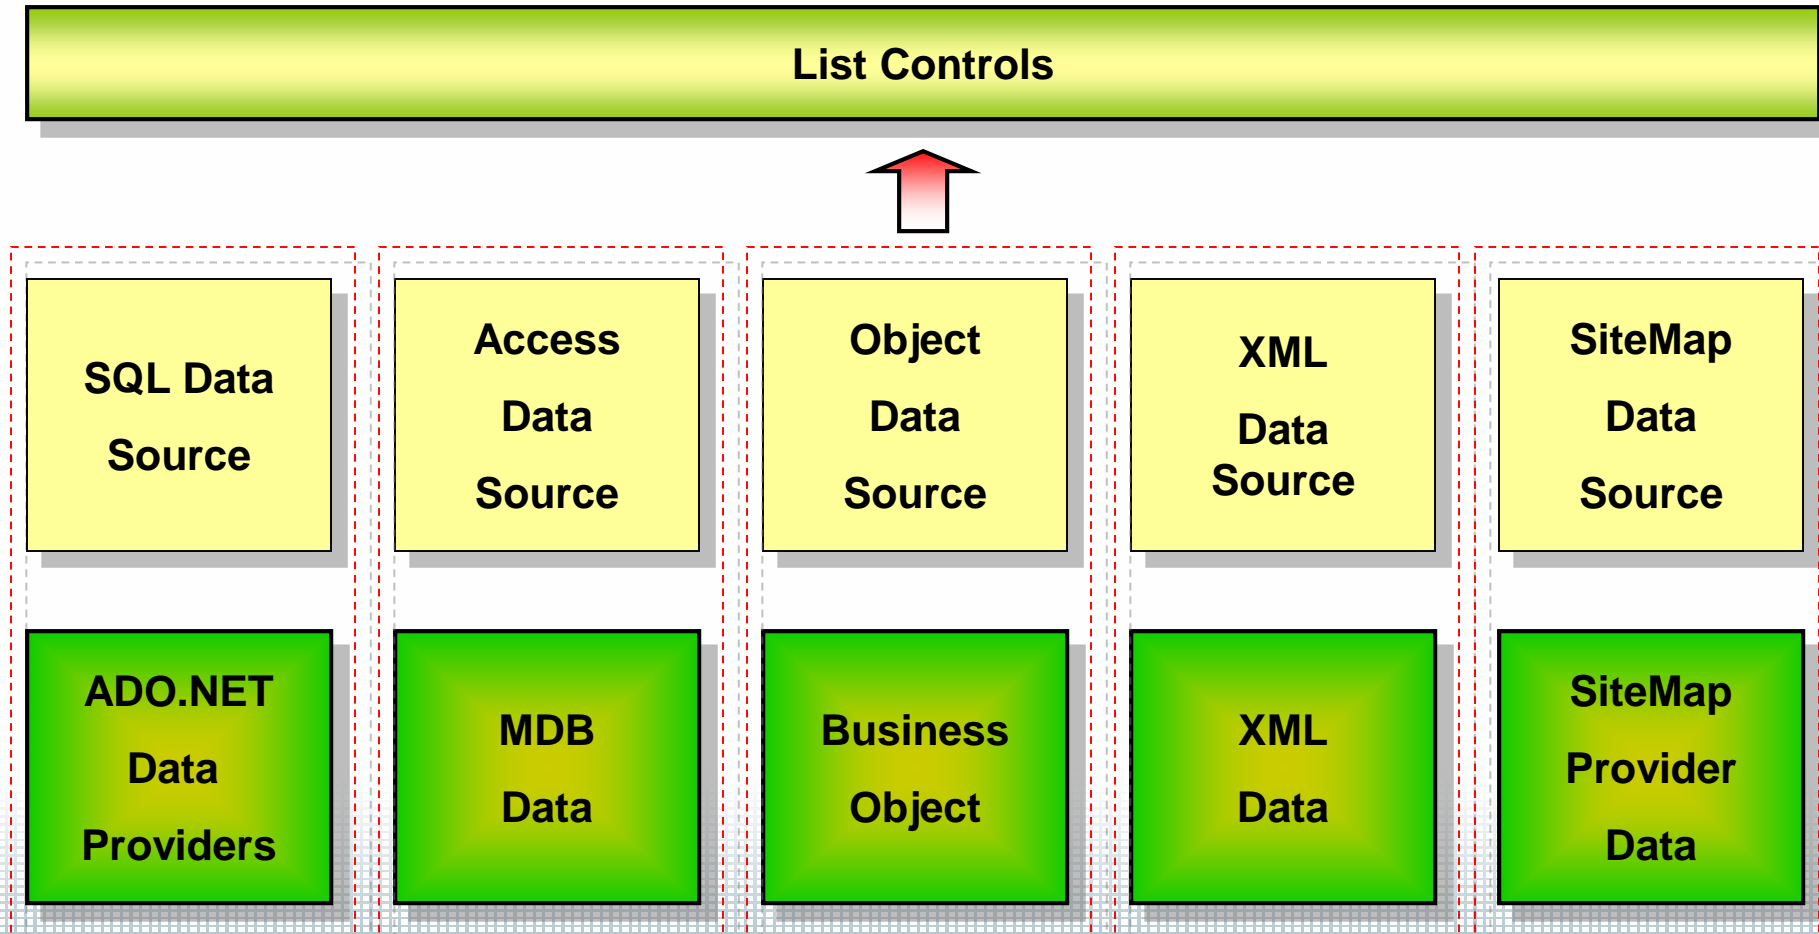 List Controls
SQL Data
Source
Access
Data
Source
Object
Data
Source
XML
Data
Source
SiteMap
Data
Source
ADO.NET
Data
Providers
MDB
Data
Business
Object
XML
Data
SiteMap
Provider
Data